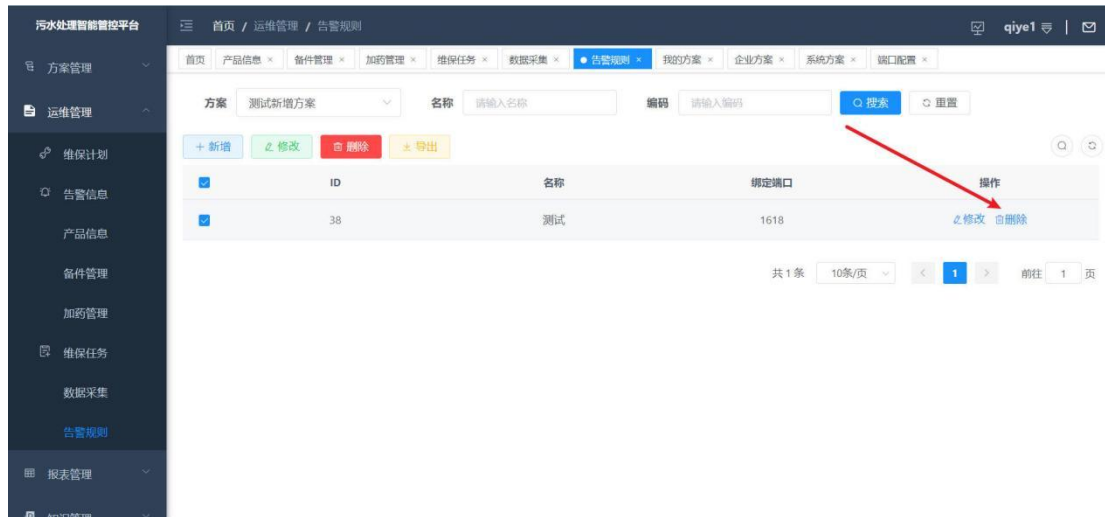 污水处理智能管控平台
首页 / 运维管理 / 告警规则
qiye1
方案管理
首页 产品信息 × 备件管理 × 加药管理 × 维保任务 × 数据采集 × 告警规则 × 我的方案 × 企业方案 × 系统方案 × 端口配置 ×
运维管理
方案 测试新增方案 名称 请输入名称 编码 请输入编码 搜索 重置
维保计划
+ 新增 修改 删除 导出
告警信息
ID 名称 绑定端口 操作
38 测试 1618 修改 删除
产品信息
备件管理
共 1 条 10条/页 < 1 > 前往 1 页
加药管理
维保任务
数据采集
告警规则
报表管理
知识管理